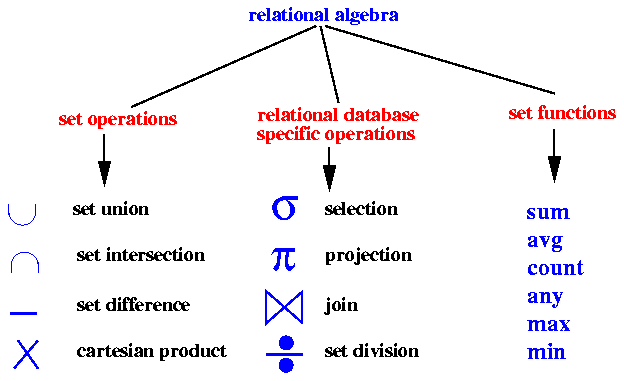 relational algebra
set operations
relational database
specific operations
set functions
∪ set union
∩ set intersection
− set difference
× cartesian product
σ selection
π projection
⋈ join
÷ set division
sum
avg
count
any
max
min